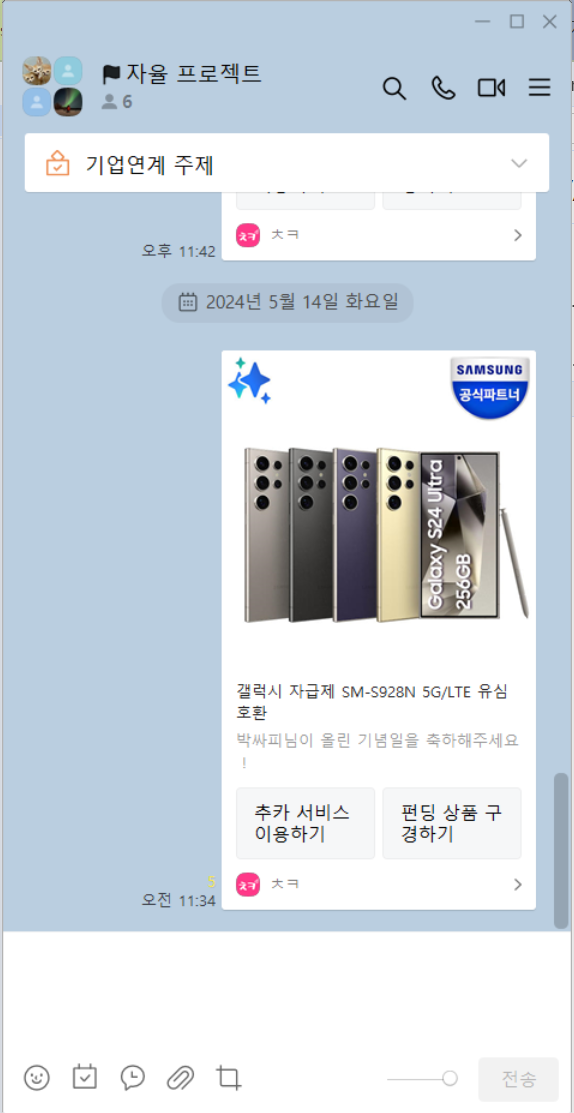 자율 프로젝트
6
기업연계 주제
ㅊㅋ
오후 11:42
2024년 5월 14일 화요일
SAMSUNG
공식파트너
Galaxy S24 Ultra
256GB
갤럭시 자급제 SM-S928N 5G/LTE 유심
호환
박싸피님이 올린 기념일을 축하해주세요
!
추카 서비스
이용하기
펀딩 상품 구
경하기
5
오전 11:34
ㅊㅋ
전송